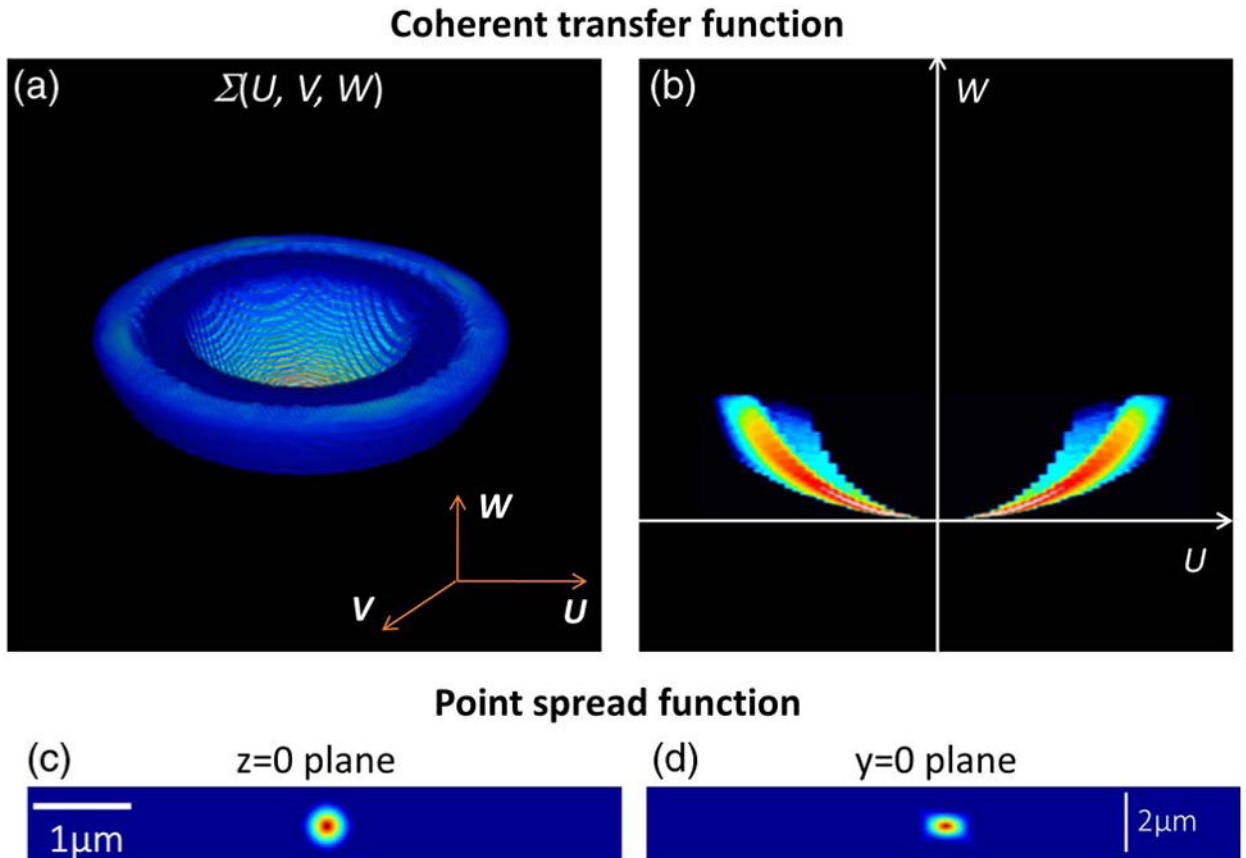 Coherent transfer function
(a)
Σ(U, V, W)
(b)
W
W
V
U
U
Point spread function
(c)
z=0 plane
(d)
y=0 plane
1μm
2μm